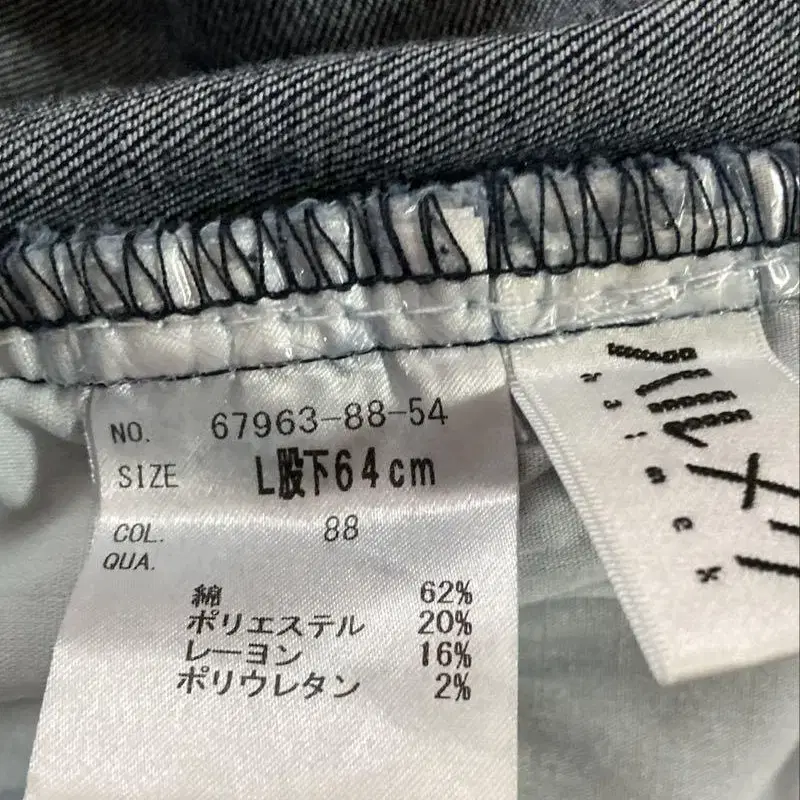 NO. 67963-88-54
SIZE L股下64cm
COL. 88
QUA.
綿 62%
ポリエステル 20%
レーヨン 16%
ポリウレタン 2%